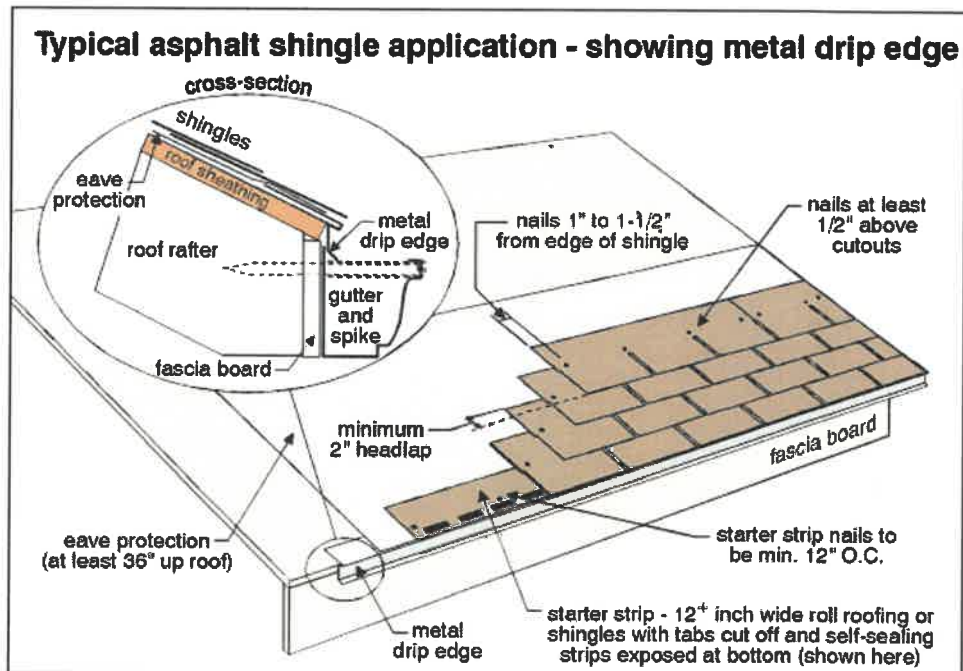 Typical asphalt shingle application - showing metal drip edge
cross-section
shingles
roof sheathing
eave
protection
roof rafter
metal
drip edge
gutter
and
spike
fascia board
nails 1" to 1-1/2"
from edge of shingle
nails at least
1/2" above
cutouts
minimum
2" headlap
fascia board
eave protection
(at least 36" up roof)
starter strip nails to
be min. 12" O.C.
metal
drip edge
starter strip - 12+ inch wide roll roofing or
shingles with tabs cut off and self-sealing
strips exposed at bottom (shown here)